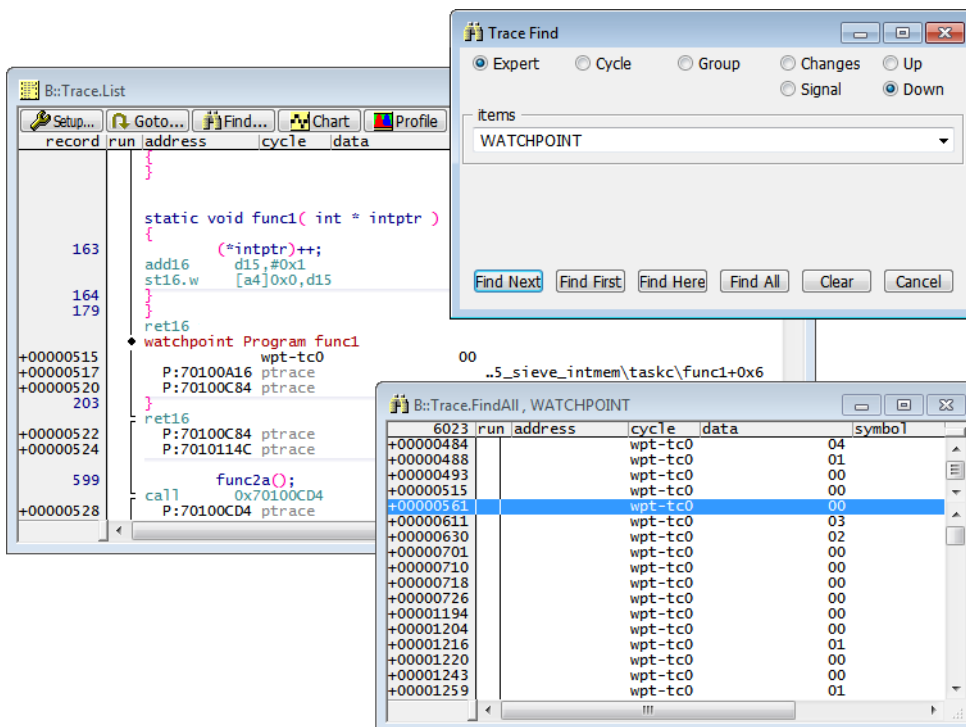 Trace Find
Expert Cycle Group Changes Up
Signal Down
items
WATCHPOINT
Find Next Find First Find Here Find All Clear Cancel
B::Trace.List
Setup... Goto... Find... Chart Profile
record run address cycle data
{
}
static void func1( int * intptr )
{
163 (*intptr)++;
add16 d15,#0x1
st16.w [a4]0x0,d15
164 }
179 }
ret16
watchpoint Program func1
+00000515 wpt-tc0 00
+00000517 P:70100A16 ptrace ..5_sieve_intmem\taskc\func1+0x6
+00000520 P:70100C84 ptrace
203 }
ret16
+00000522 P:70100C84 ptrace
+00000524 P:7010114C ptrace
599 func2a();
call 0x70100CD4
+00000528 P:70100CD4 ptrace
B::Trace.FindAll , WATCHPOINT
6023 run address cycle data symbol
+00000484 wpt-tc0 04
+00000488 wpt-tc0 01
+00000493 wpt-tc0 00
+00000515 wpt-tc0 00
+00000561 wpt-tc0 00
+00000611 wpt-tc0 03
+00000630 wpt-tc0 02
+00000701 wpt-tc0 00
+00000710 wpt-tc0 00
+00000718 wpt-tc0 00
+00000726 wpt-tc0 00
+00001194 wpt-tc0 00
+00001204 wpt-tc0 00
+00001216 wpt-tc0 01
+00001220 wpt-tc0 00
+00001243 wpt-tc0 00
+00001259 wpt-tc0 01